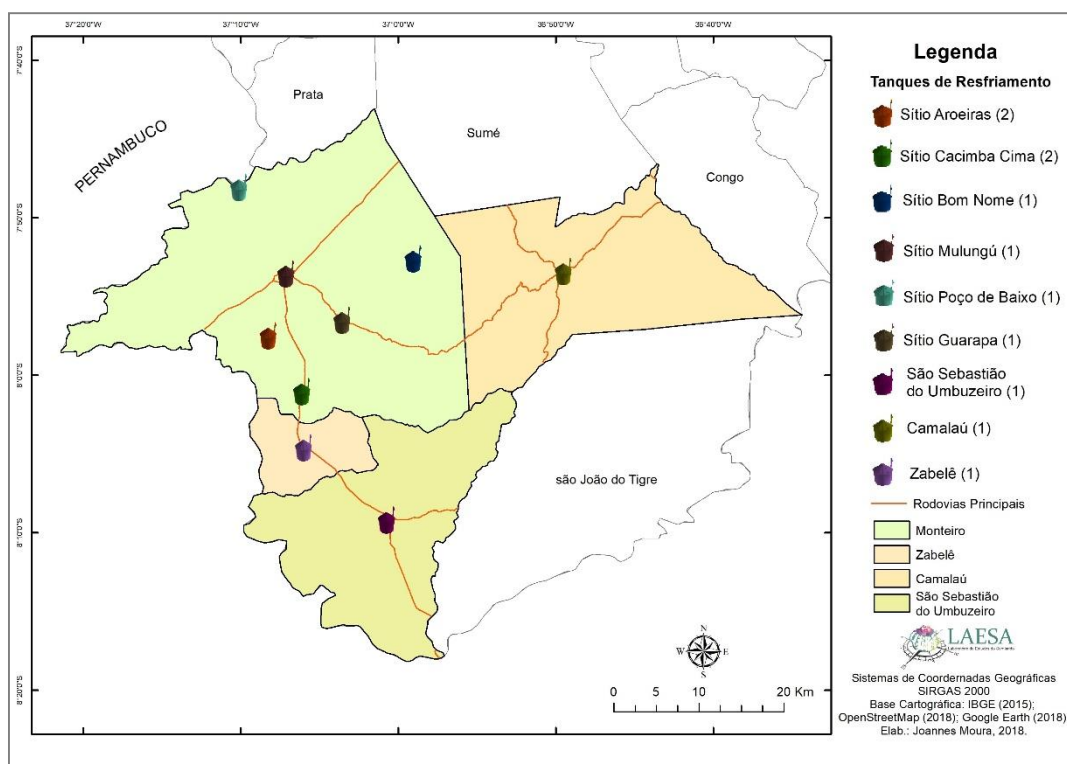 37°20'0"W
37°10'0"W
37°0'0"W
36°50'0"W
36°40'0"W
7°40'0"S
7°50'0"S
8°0'0"S
8°10'0"S
8°20'0"S
PERNAMBUCO
Prata
Sumé
Congo
são João do Tigre
N
W
E
S
0 5 10 20 Km
Legenda
Tanques de Resfriamento
Sítio Aroeiras (2)
Sítio Cacimba Cima (2)
Sítio Bom Nome (1)
Sítio Mulungú (1)
Sítio Poço de Baixo (1)
Sítio Guarapa (1)
São Sebastião
do Umbuzeiro (1)
Camalaú (1)
Zabelê (1)
Rodovias Principais
Monteiro
Zabelê
Camalaú
São Sebastião
do Umbuzeiro
LAESA
Sistemas de Coordernadas Geográficas
SIRGAS 2000
Base Cartográfica: IBGE (2015);
OpenStreetMap (2018); Google Earth (2018)
Elab.: Joannes Moura, 2018.